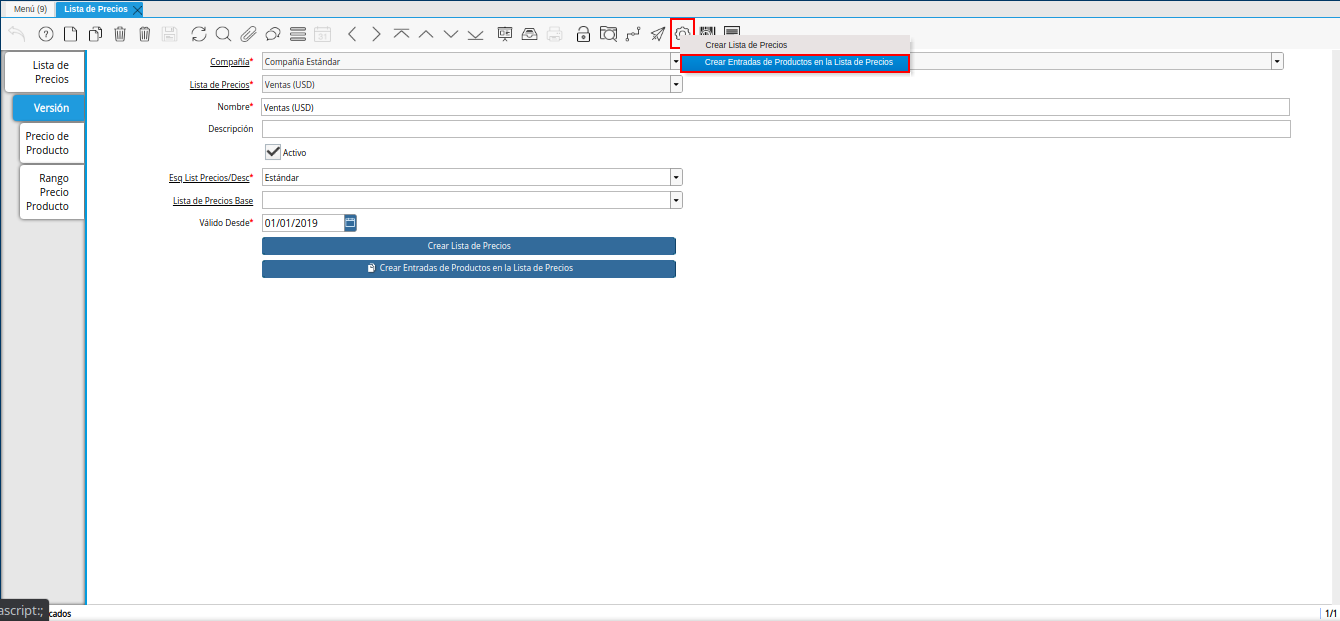 Menú (9)
Lista de Precios
Crear Lista de Precios
Crear Entradas de Productos en la Lista de Precios
Lista de
Precios
Versión
Precio de
Producto
Rango
Precio
Producto
Compañía* Compañía Estándar
Lista de Precios* Ventas (USD)
Nombre* Ventas (USD)
Descripción
Activo
Esq List Precios/Desc* Estándar
Lista de Precios Base
Válido Desde* 01/01/2019
Crear Lista de Precios
Crear Entradas de Productos en la Lista de Precios
ascript:;
cados
1/1